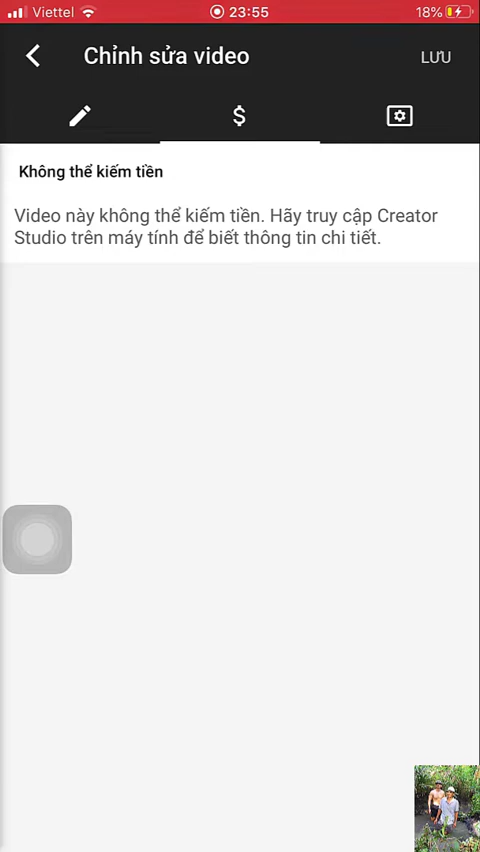 Viettel 23:55 18%
Chỉnh sửa video LƯU
$
Không thể kiếm tiền
Video này không thể kiếm tiền. Hãy truy cập Creator
Studio trên máy tính để biết thông tin chi tiết.